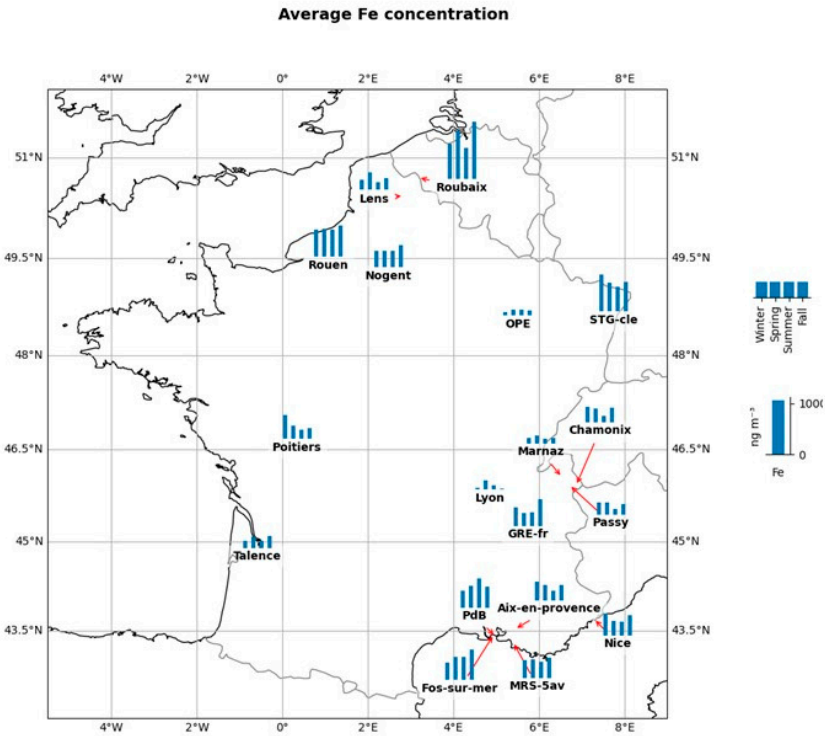 Average Fe concentration
4°W 2°W 0° 2°E 4°E 6°E 8°E
51°N 51°N
Roubaix
Lens
49.5°N 49.5°N
Rouen
Nogent
OPE
STG-cle
Winter
Spring
Summer
Fall
48°N 48°N
1000
ng m⁻³
0
Fe
Chamonix
Poitiers
46.5°N 46.5°N
Marnaz
Lyon
Passy
GRE-fr
45°N 45°N
Talence
Aix-en-provence
PdB
43.5°N 43.5°N
Nice
Fos-sur-mer
MRS-5av
4°W 2°W 0° 2°E 4°E 6°E 8°E